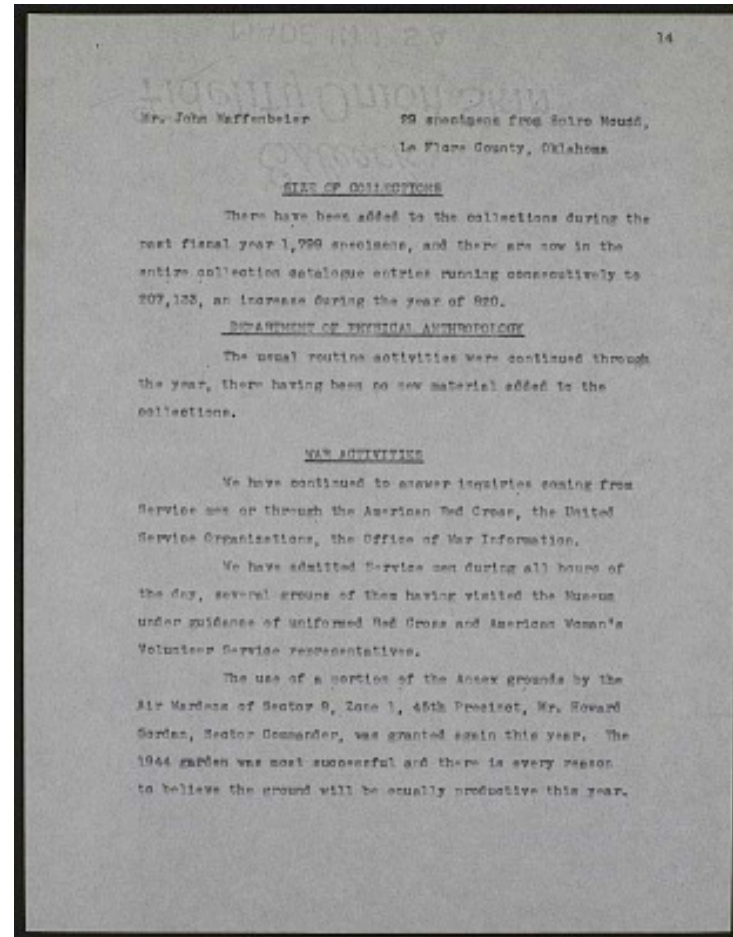 14
Mr. John Waffenbeier 29 specimens from Spiro Mound,
Le Flore County, Oklahoma
SIZE OF COLLECTIONS
There have been added to the collections during the
past fiscal year 1,799 specimens, and there are now in the
entire collection catalogue entries running consecutively to
207,133, an increase during the year of 820.
DEPARTMENT OF PHYSICAL ANTHROPOLOGY
The usual routine activities were continued through
the year, there having been no new material added to the
collections.
WAR ACTIVITIES
We have continued to answer inquiries coming from
Service men or through the American Red Cross, the United
Service Organizations, the Office of War Information.
We have admitted Service men during all hours of
the day, several groups of them having visited the Museum
under guidance of uniformed Red Cross and American Woman's
Volunteer Service representatives.
The use of a portion of the Annex grounds by the
Air Wardens of Sector 9, Zone 1, 45th Precinct, Mr. Howard
Gordan, Sector Commander, was granted again this year. The
1944 garden was most successful and there is every reason
to believe the ground will be equally productive this year.